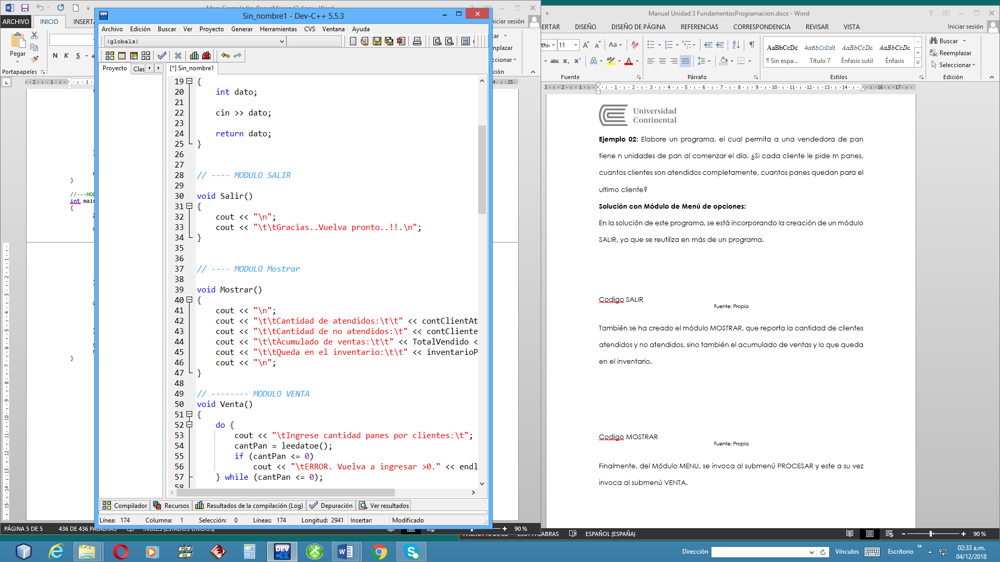 MenuEjemplo4InvPanesMejorad2.docx - Word
ARCHIVO
INICIO
Pegar
N K S
Portapapeles
int main
{
}
PÁGINA 5 DE 5
436 DE 436 PALABRAS
INGLÉS (ESTADOS UNIDOS)
90 %
Sin_nombre1 - Dev-C++ 5.5.3
Archivo Edición Buscar Ver Proyecto Generar Herramientas CVS Ventana Ayuda
(globals)
Proyecto
Clas
[*] Sin_nombre1
19 {
20 int dato;
21
22 cin >> dato;
23
24 return dato;
25 }
26
27
28 // ---- MODULO SALIR
29
30 void Salir()
31 {
32 cout << "\n";
33 cout << "\t\tGracias..Vuelva pronto..!!.\n";
34 }
35
36
37 // ---- MODULO Mostrar
38
39 void Mostrar()
40 {
41 cout << "\n";
42 cout << "\t\tCantidad de atendidos:\t\t" << contClientAt
43 cout << "\t\tCantidad de no atendidos:\t" << contCliente
44 cout << "\t\tAcumulado de ventas:\t\t" << TotalVendido <
45 cout << "\t\tQueda en el inventario:\t\t" << inventarioP
46 cout << "\n";
47 }
48
49 // -------- MODULO VENTA
50 void Venta()
51 {
52 do {
53 cout << "\tIngrese cantidad panes por clientes:\t";
54 cantPan = leedatoe();
55 if (cantPan <= 0)
56 cout << "\tERROR. Vuelva a ingresar >0." << endl
57 } while (cantPan <= 0);
58
Compilador Recursos Resultados de la compilación (Log) Depuración Ver resultados
Línea: 174 Columna: 1 Selección: 0 Líneas: 174 Longitud: 2941 Insertar: Modificado
Manual Unidad 3 FundamentosProgramacion.docx - Word
DISEÑO DISEÑO DE PÁGINA REFERENCIAS CORRESPONDENCIA REVISAR VISTA
Iniciar sesión
11
Aa
abc x₂ x²
Fuente
Párrafo
AaBbCcDd AaBbCcDdE AaBbCcDc AaBbCcDc
¶ Sin espa... Título 7 Énfasis sutil Énfasis
Estilos
Buscar
Reemplazar
Seleccionar
Edición
Universidad
Continental
Ejemplo 02: Elabore un programa, el cual permita a una vendedora de pan
tiene n unidades de pan al comenzar el día. ¿Si cada cliente le pide m panes,
cuantos clientes son atendidos completamente, cuantos panes quedan para el
ultimo cliente?
Solución con Módulo de Menú de opciones:
En la solución de este programa, se está incorporando la creación de un módulo
SALIR, ya que se reutiliza en más de un programa.
Codigo SALIR
Fuente: Propia
También se ha creado el módulo MOSTRAR, que reporta la cantidad de clientes
atendidos y no atendidos, sino también el acumulado de ventas y lo que queda
en el inventario.
Codigo MOSTRAR
Fuente: Propia
Finalmente, del Módulo MENU, se invoca al submenú PROCESAR y este a su vez
invoca al submenú VENTA.
ESPAÑOL (ESPAÑA)
90 %
Dirección
Vínculos
Escritorio
02:33 a.m.
04/12/2018